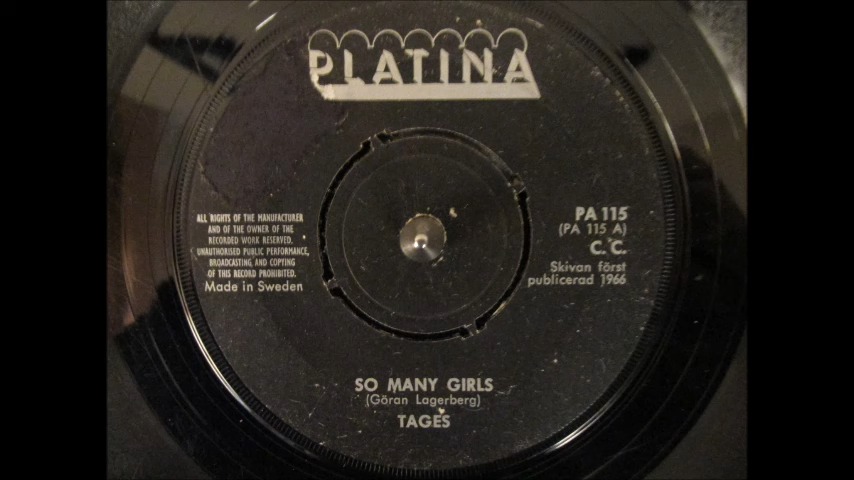 PLATINA
ALL RIGHTS OF THE MANUFACTURER
AND OF THE OWNER OF THE
RECORDED WORK RESERVED.
UNAUTHORISED PUBLIC PERFORMANCE,
BROADCASTING AND COPYING
OF THIS RECORD PROHIBITED.
Made in Sweden
PA 115
(PA 115 A)
C. C.
Skivan först
publicerad 1966
SO MANY GIRLS
(Göran Lagerberg)
TAGES